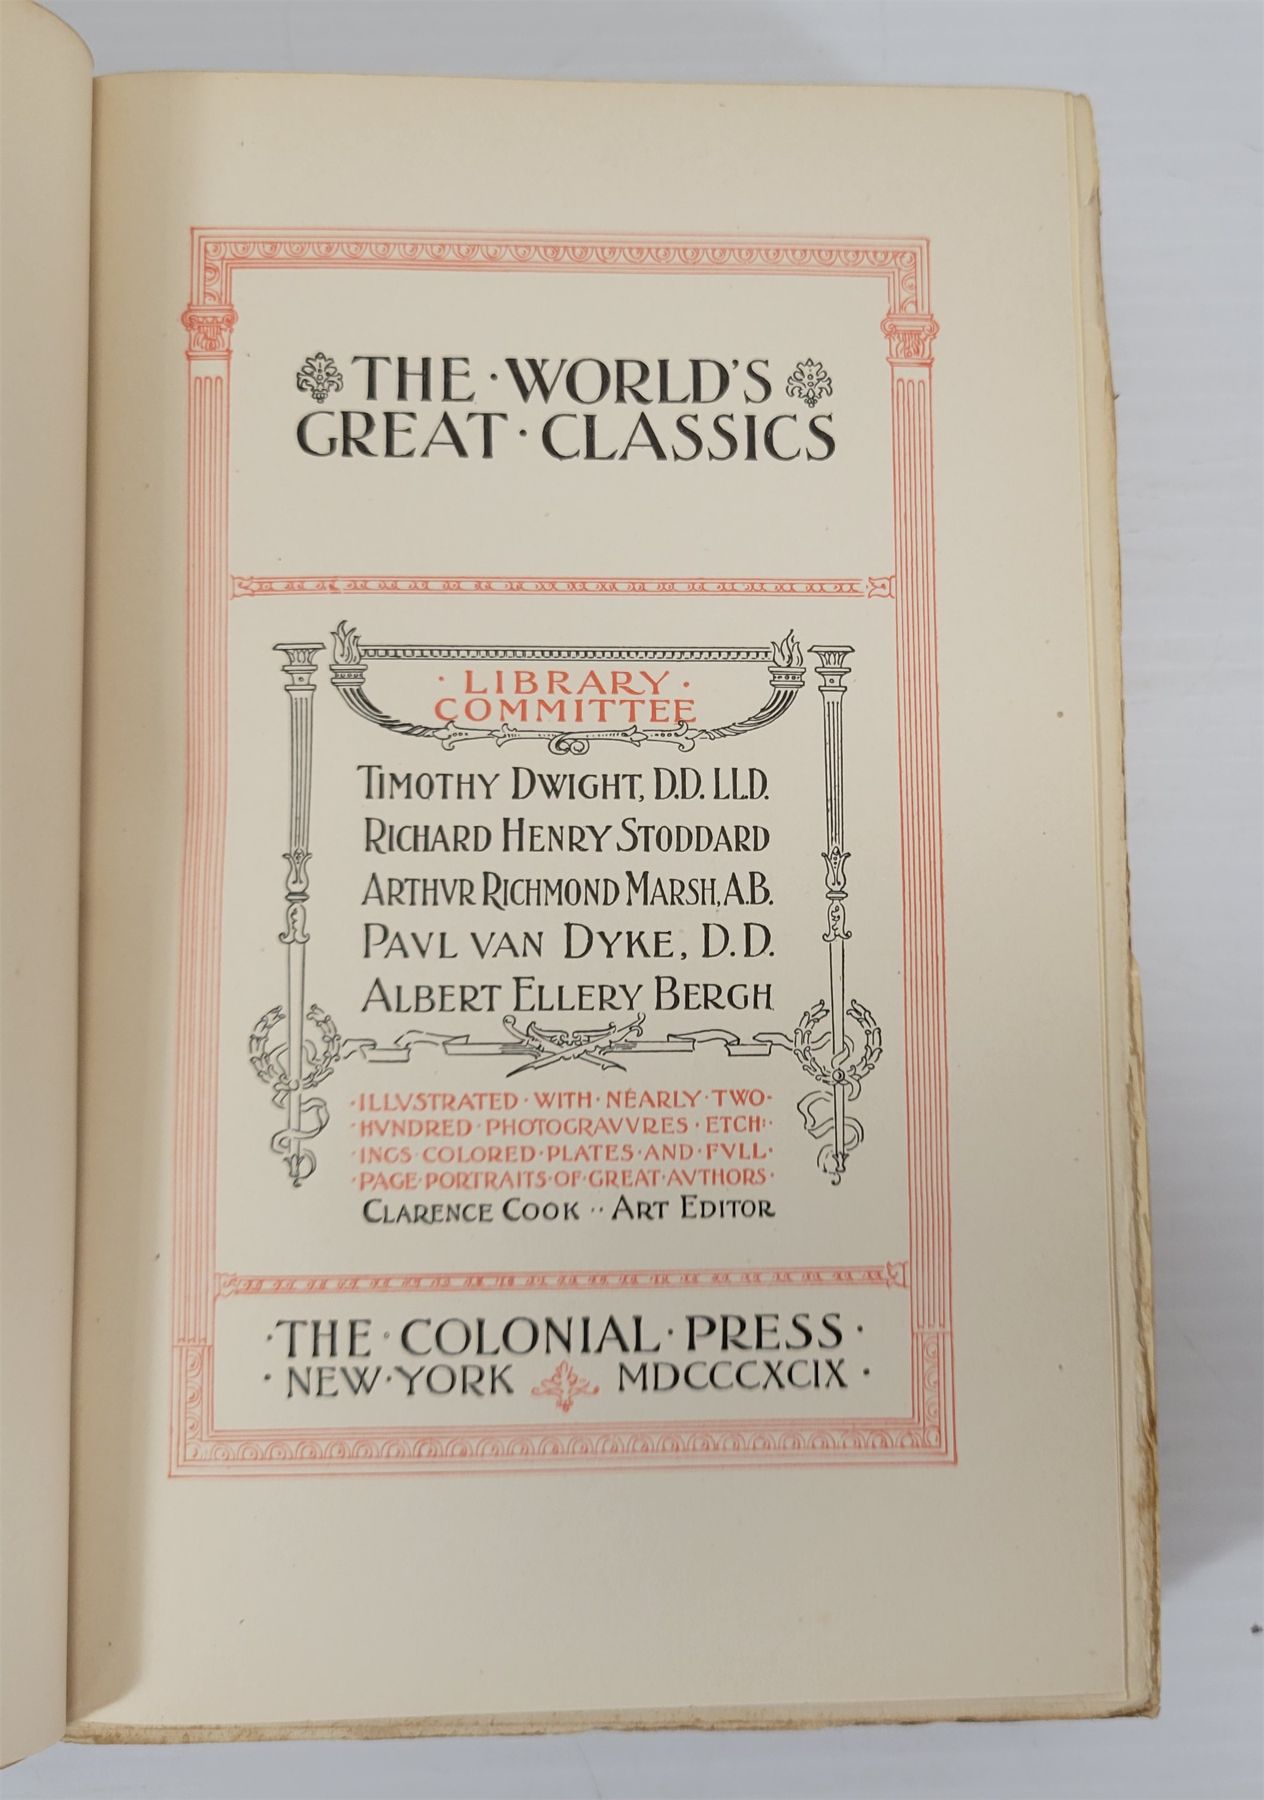 THE · WORLD'S
GREAT · CLASSICS
· LIBRARY ·
COMMITTEE
TIMOTHY DWIGHT, D.D. LL.D.
RICHARD HENRY STODDARD
ARTHVR RICHMOND MARSH, A.B.
PAVL VAN DYKE, D.D.
ALBERT ELLERY BERGH
·ILLVSTRATED·WITH·NEARLY·TWO·
·HVNDRED·PHOTOGRAVVRES·ETCH:·
·INGS·COLORED·PLATES·AND·FVLL·
·PAGE·PORTRAITS·OF·GREAT·AVTHORS·
CLARENCE COOK ·· ART EDITOR
·THE·COLONIAL·PRESS·
·NEW·YORK MDCCCXCIX·